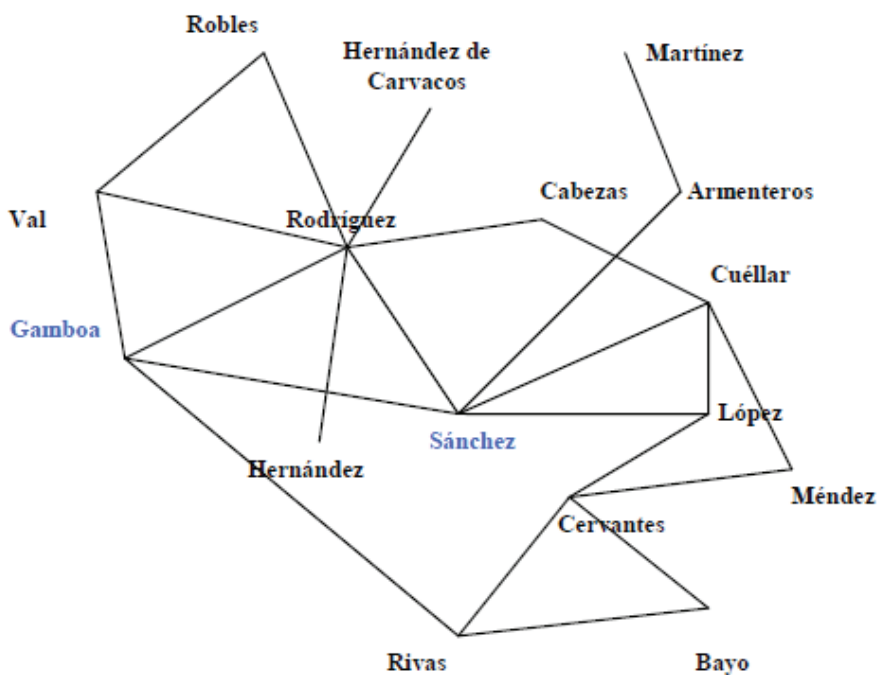 Robles
Hernández de
Carvacos
Martínez
Cabezas
Armenteros
Val
Rodríguez
Cuéllar
Gamboa
López
Sánchez
Hernández
Méndez
Cervantes
Rivas
Bayo